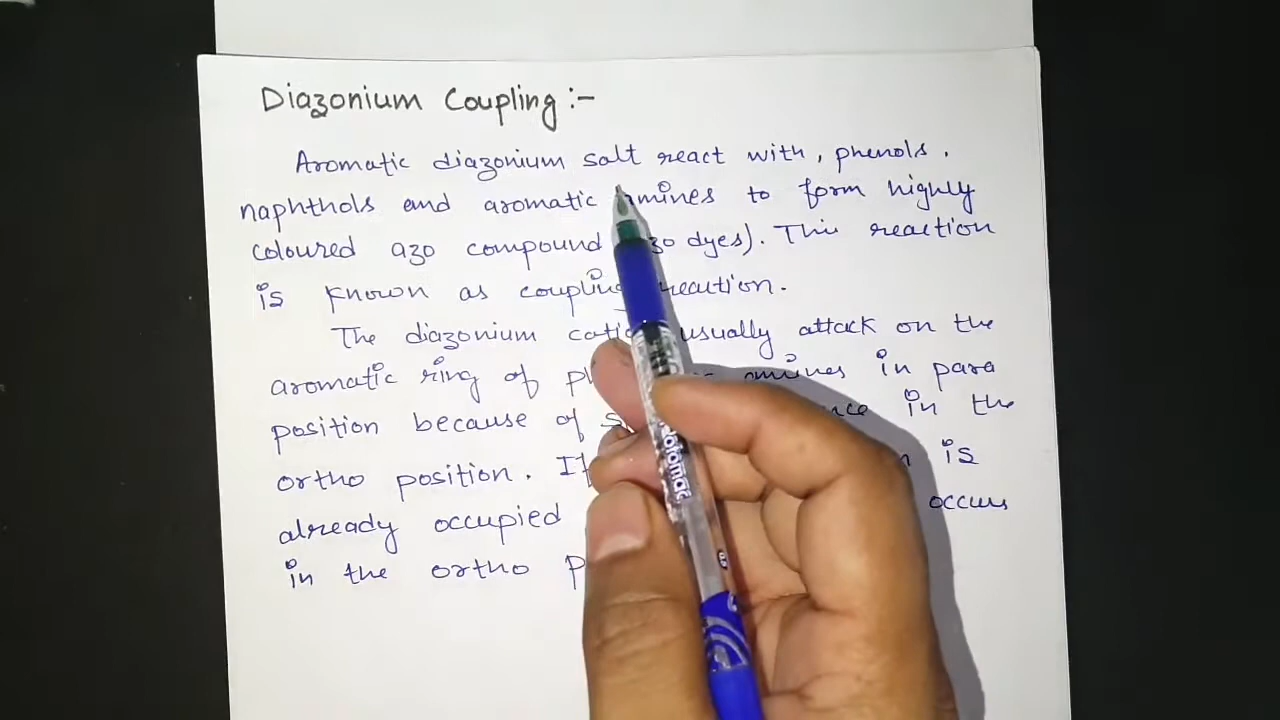 Diazonium Coupling :-
Aromatic diazonium salt react with, phenols,
naphthols and aromatic amines to form highly
coloured azo compound (azo dyes). This reaction
is known as coupling reaction.
The diazonium cation usually attack on the
aromatic ring of amines in para
position because of in the
ortho position. If is
already occupied occurs
in the ortho